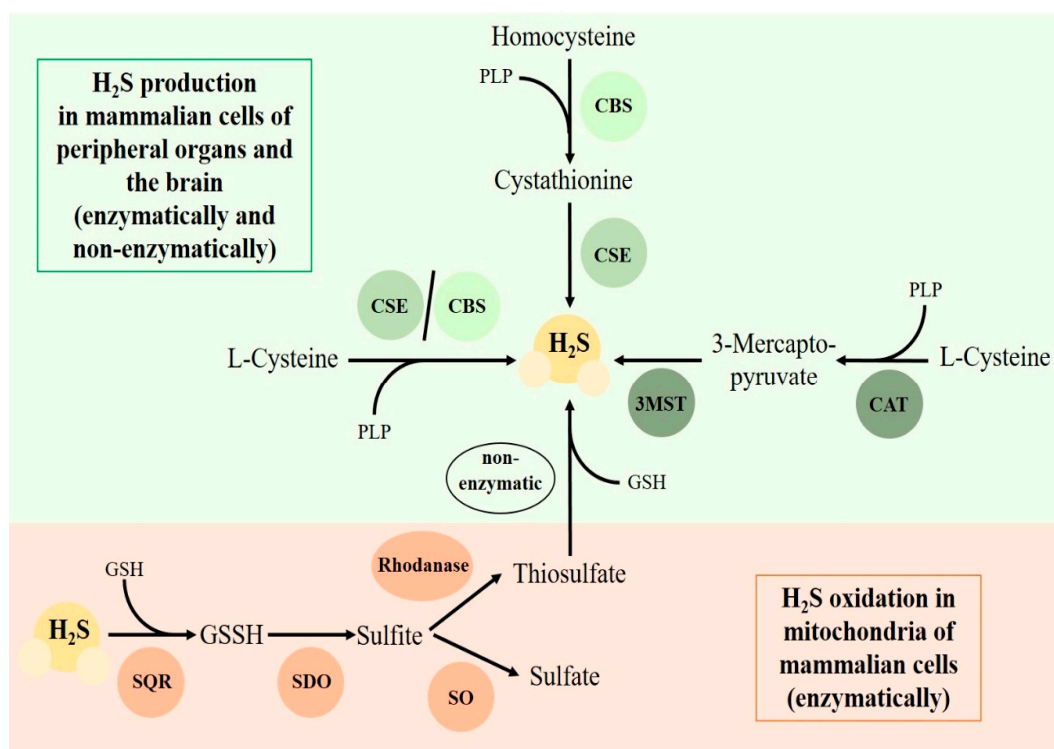 Homocysteine
H₂S production
in mammalian cells of
peripheral organs and
the brain
(enzymatically and
non-enzymatically)
PLP
CBS
Cystathionine
CSE
CSE
CBS
PLP
H₂S
L-Cysteine
3-Mercapto-
pyruvate
L-Cysteine
PLP
3MST
CAT
non-
enzymatic
GSH
Rhodanase
Thiosulfate
GSH
H₂S
GSSH
Sulfite
Sulfate
SQR
SDO
SO
H₂S oxidation in
mitochondria of
mammalian cells
(enzymatically)